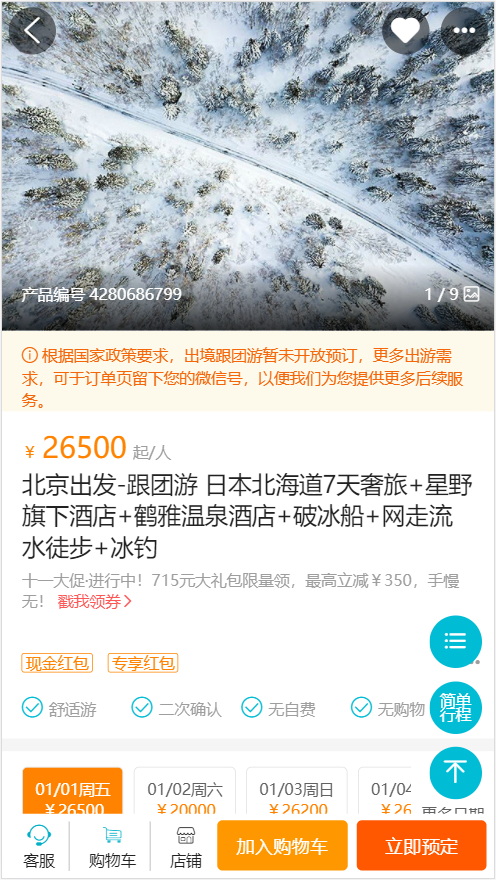 产品编号 4280686799
1 / 9
根据国家政策要求，出境跟团游暂未开放预订，更多出游需
求，可于订单页留下您的微信号，以便我们为您提供更多后续服
务。
￥ 26500 起/人
北京出发-跟团游 日本北海道7天奢旅+星野
旗下酒店+鹤雅温泉酒店+破冰船+网走流
水徒步+冰钓
十一大促·进行中！715元大礼包限量领，最高立减￥350，手慢
无！ 戳我领券
现金红包 专享红包
舒适游 二次确认 无自费 无购物
简单
行程
01/01周五 01/02周六 01/03周日 01/04
￥26500 ￥20000 ￥26200 ￥26
更多日期
客服 购物车 店铺 加入购物车 立即预定